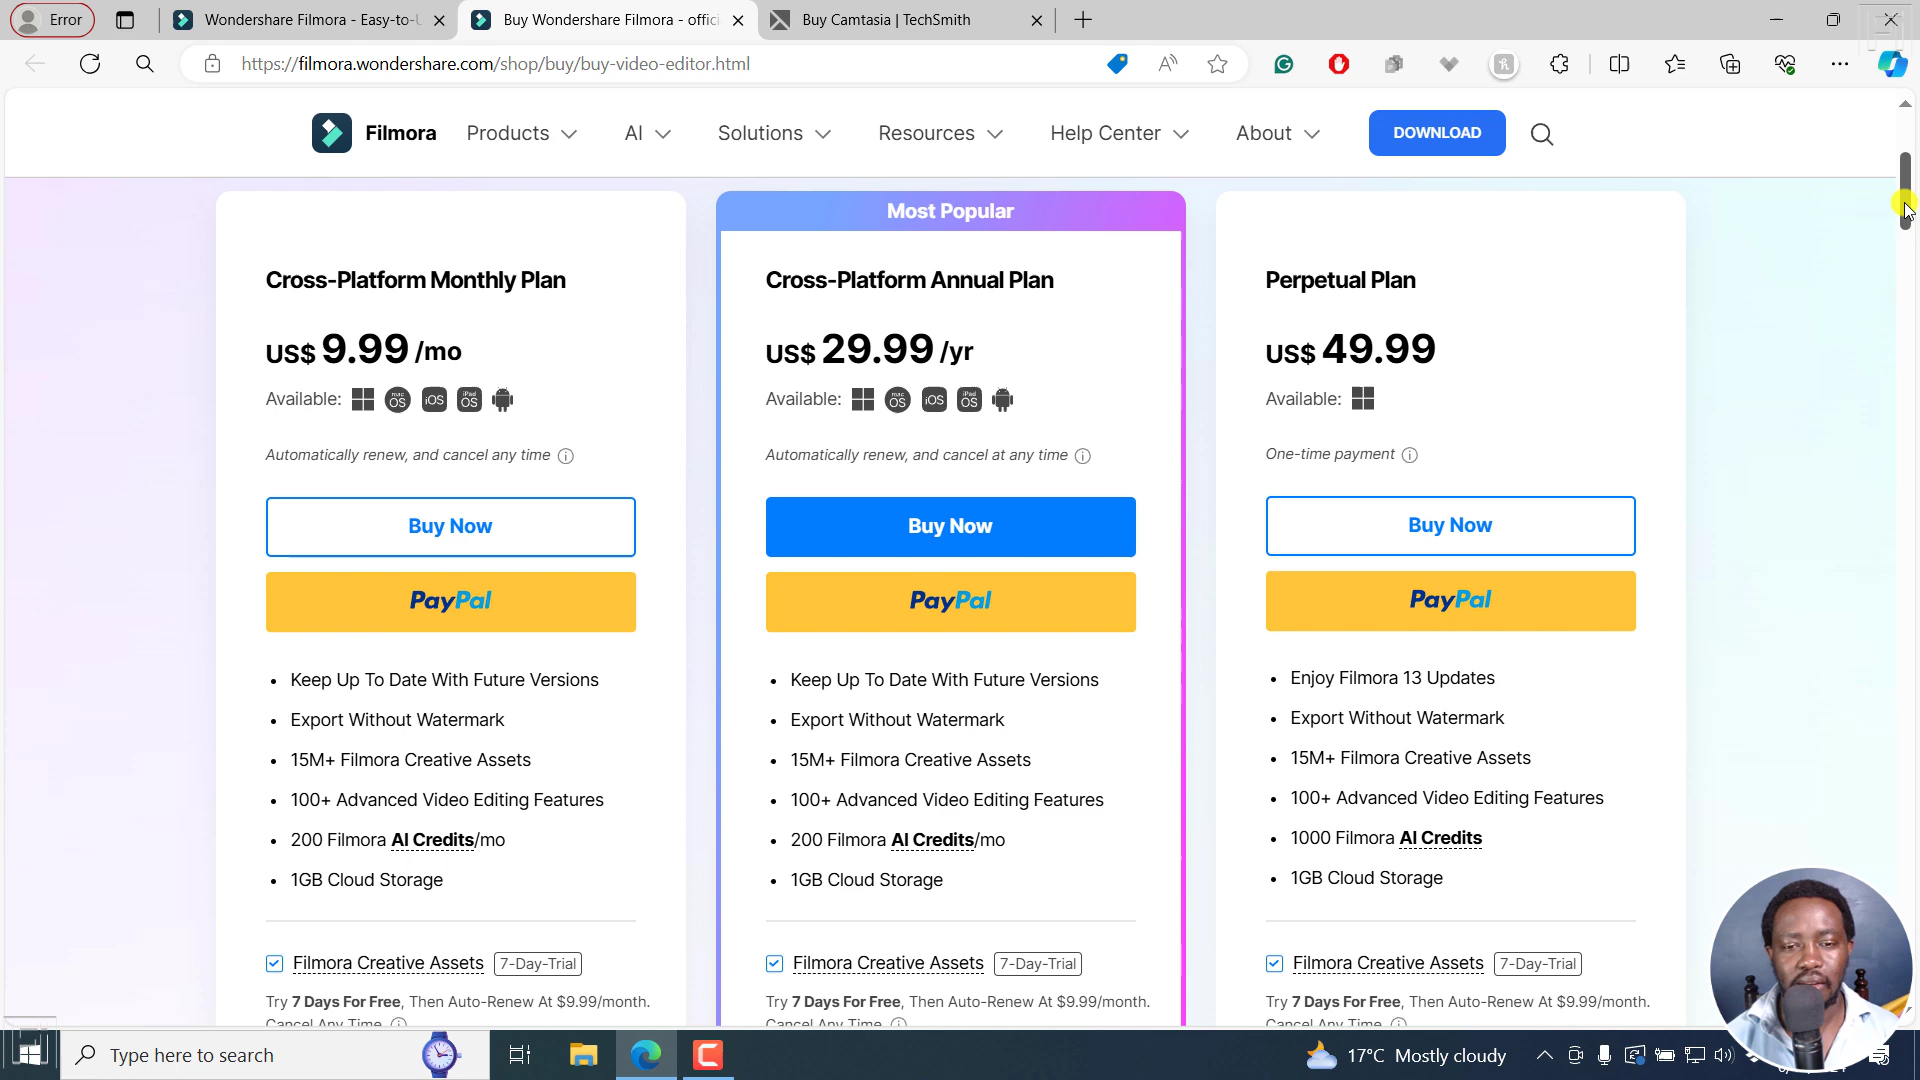 Error
Wondershare Filmora - Easy-to-U
Buy Wondershare Filmora - offici
Buy Camtasia | TechSmith
https://filmora.wondershare.com/shop/buy/buy-video-editor.html
Filmora
Products
AI
Solutions
Resources
Help Center
About
DOWNLOAD
Most Popular
Cross-Platform Monthly Plan
US$ 9.99 /mo
Available:
Automatically renew, and cancel any time
Buy Now
PayPal
• Keep Up To Date With Future Versions
• Export Without Watermark
• 15M+ Filmora Creative Assets
• 100+ Advanced Video Editing Features
• 200 Filmora AI Credits/mo
• 1GB Cloud Storage
Filmora Creative Assets 7-Day-Trial
Try 7 Days For Free, Then Auto-Renew At $9.99/month.
Cancel Any Time
Cross-Platform Annual Plan
US$ 29.99 /yr
Available:
Automatically renew, and cancel at any time
Buy Now
PayPal
• Keep Up To Date With Future Versions
• Export Without Watermark
• 15M+ Filmora Creative Assets
• 100+ Advanced Video Editing Features
• 200 Filmora AI Credits/mo
• 1GB Cloud Storage
Filmora Creative Assets 7-Day-Trial
Try 7 Days For Free, Then Auto-Renew At $9.99/month.
Cancel Any Time
Perpetual Plan
US$ 49.99
Available:
One-time payment
Buy Now
PayPal
• Enjoy Filmora 13 Updates
• Export Without Watermark
• 15M+ Filmora Creative Assets
• 100+ Advanced Video Editing Features
• 1000 Filmora AI Credits
• 1GB Cloud Storage
Filmora Creative Assets 7-Day-Trial
Try 7 Days For Free, Then Auto-Renew At $9.99/month.
Cancel Any Time
Type here to search
17°C Mostly cloudy